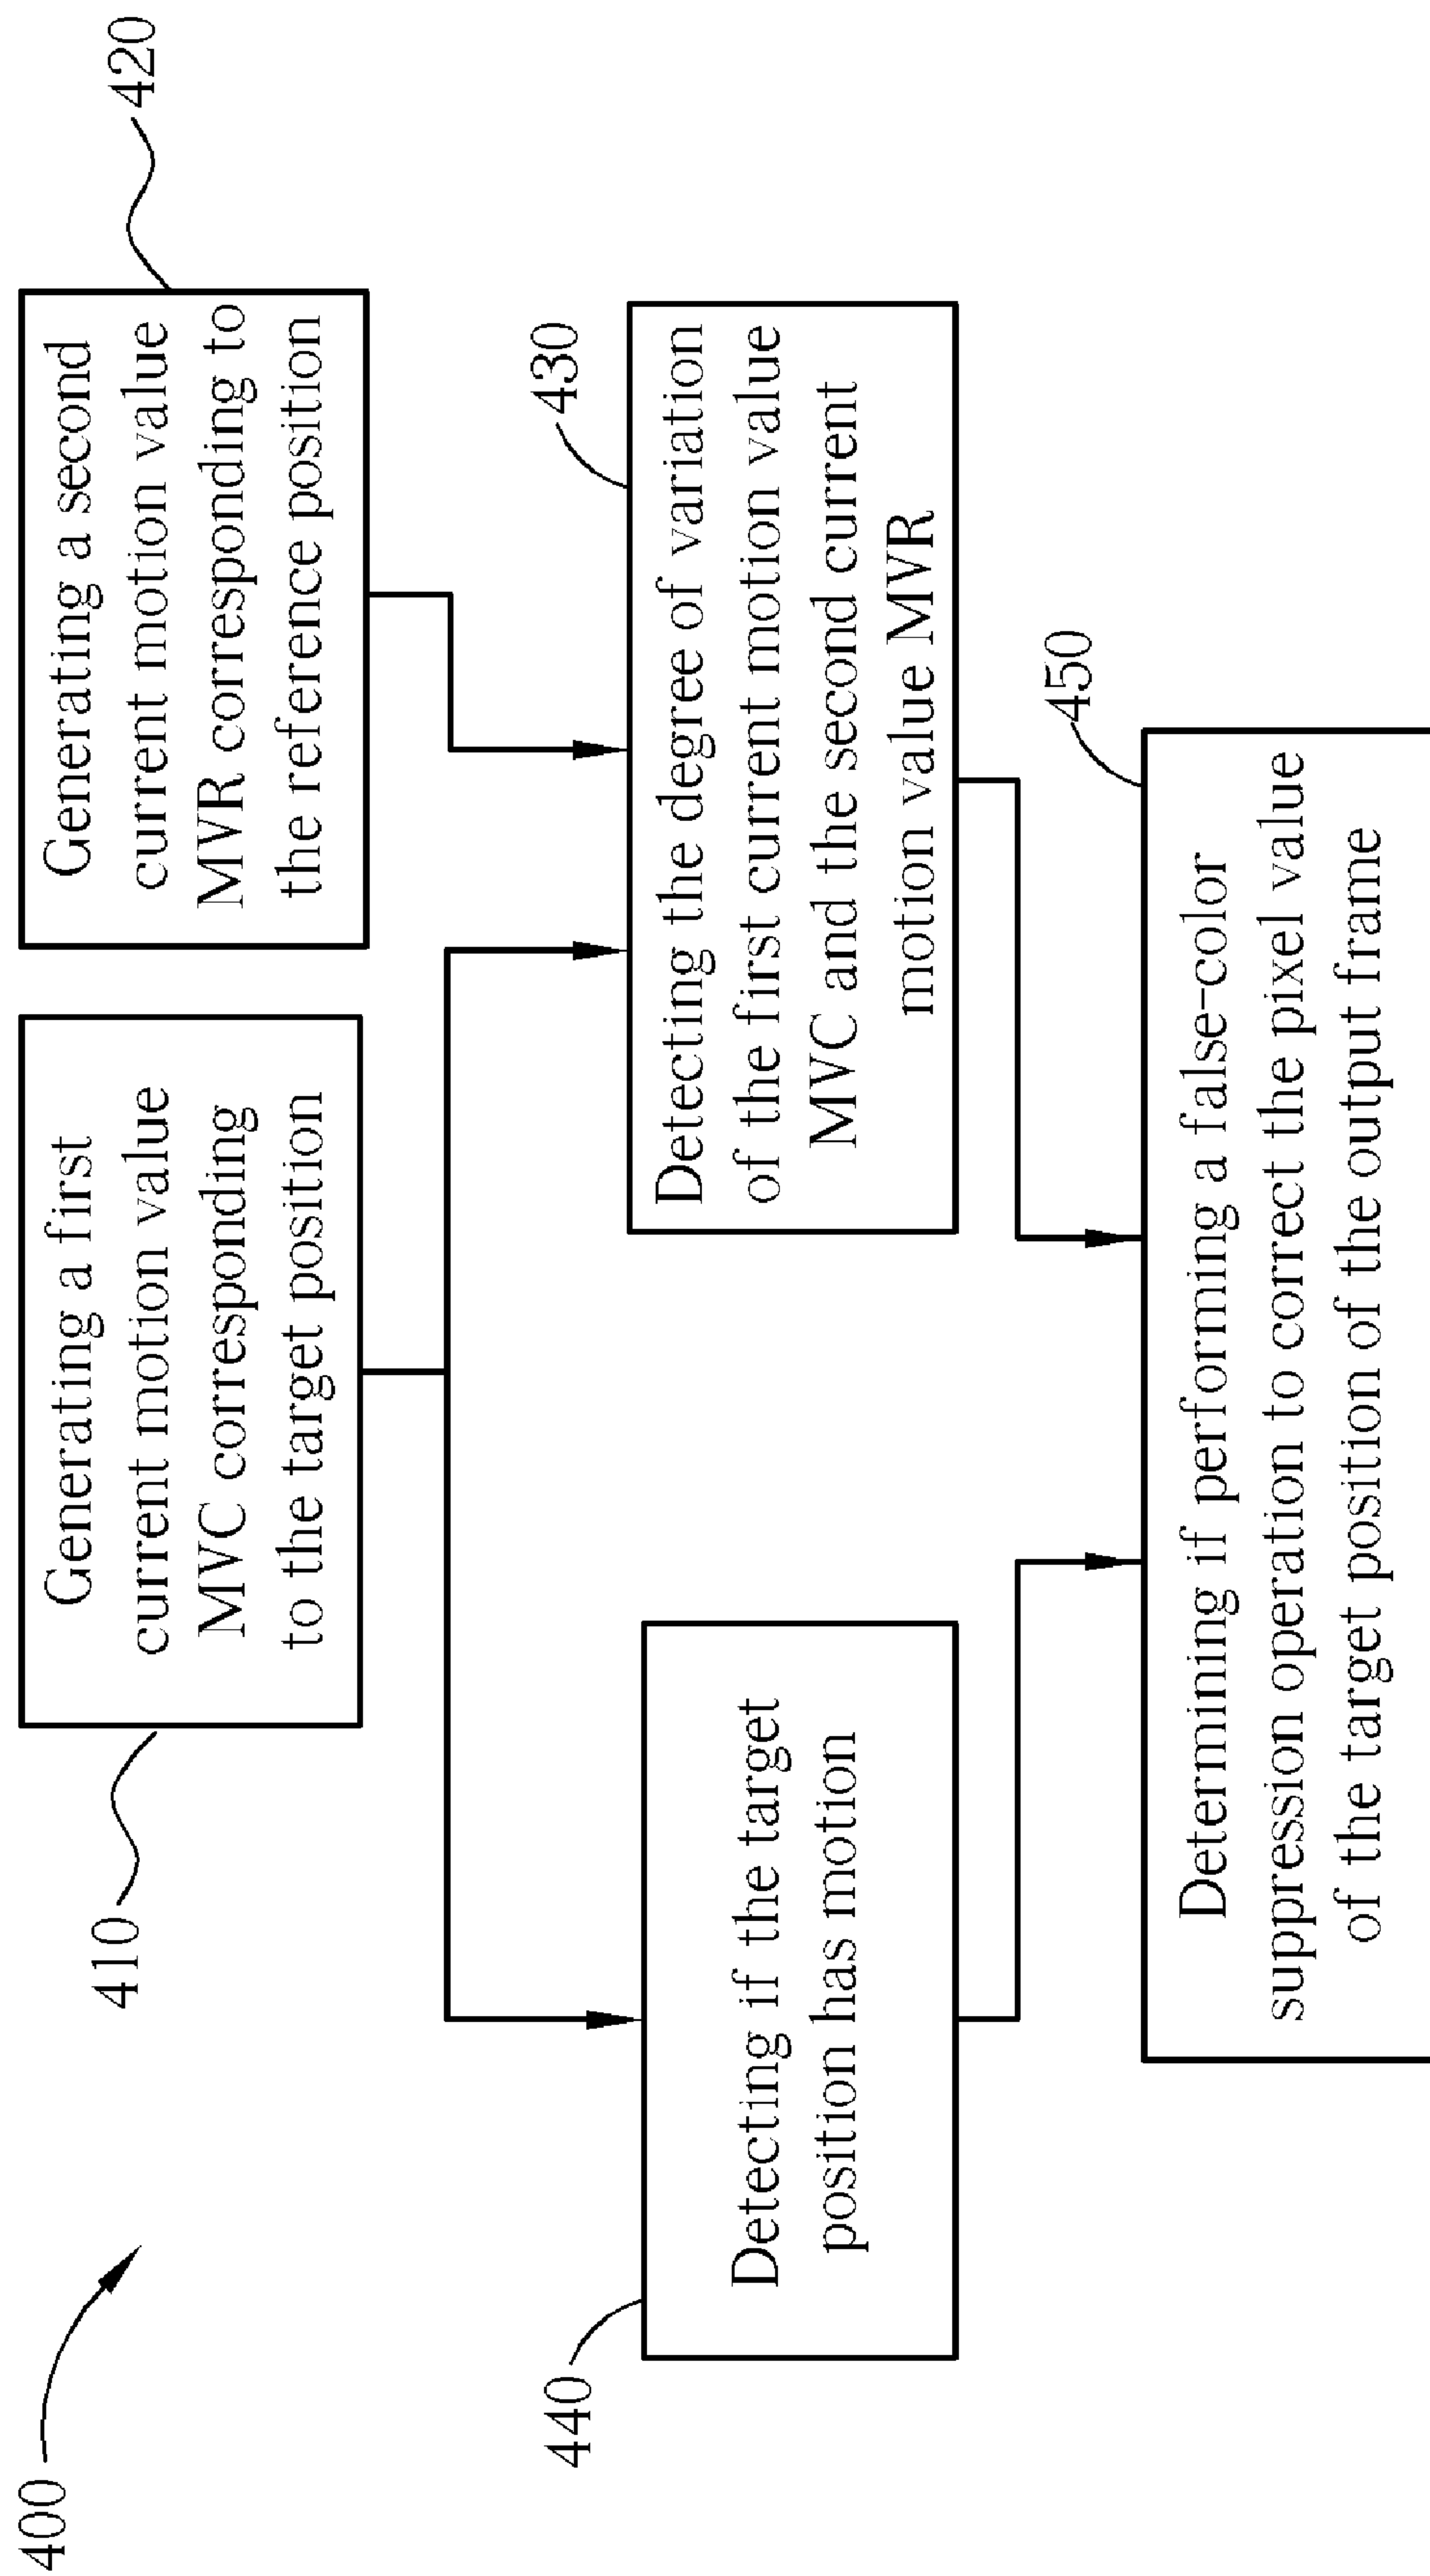 400
410
Generating a first
current motion value
MVC corresponding
to the target position
420
Generating a second
current motion value
MVR corresponding to
the reference position
440
Detecting if the target
position has motion
430
Detecting the degree of variation
of the first current motion value
MVC and the second current
motion value MVR
450
Determining if performing a false-color
suppression operation to correct the pixel value
of the target position of the output frame